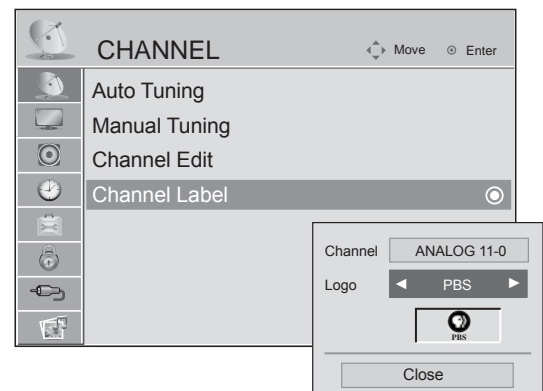 CHANNEL
Move Enter
Auto Tuning
Manual Tuning
Channel Edit
Channel Label
Channel ANALOG 11-0
Logo ◄ PBS ►
PBS
Close